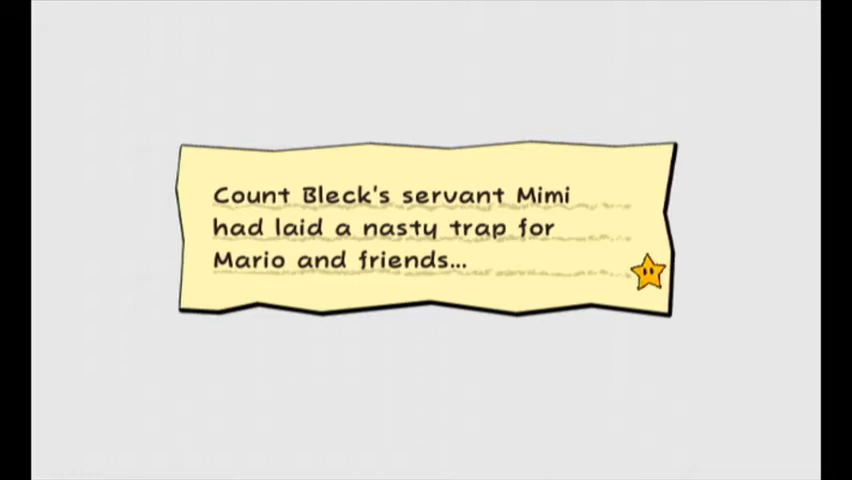 Count Bleck's servant Mimi
had laid a nasty trap for
Mario and friends...